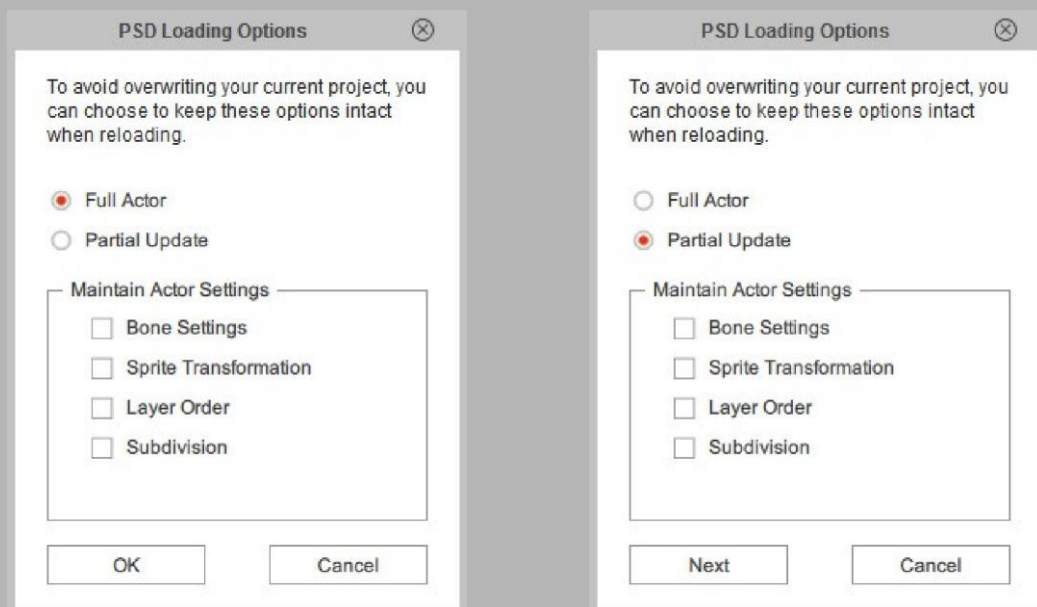 PSD Loading Options
To avoid overwriting your current project, you
can choose to keep these options intact
when reloading.
Full Actor
Partial Update
Maintain Actor Settings
Bone Settings
Sprite Transformation
Layer Order
Subdivision
OK
Cancel
PSD Loading Options
To avoid overwriting your current project, you
can choose to keep these options intact
when reloading.
Full Actor
Partial Update
Maintain Actor Settings
Bone Settings
Sprite Transformation
Layer Order
Subdivision
Next
Cancel